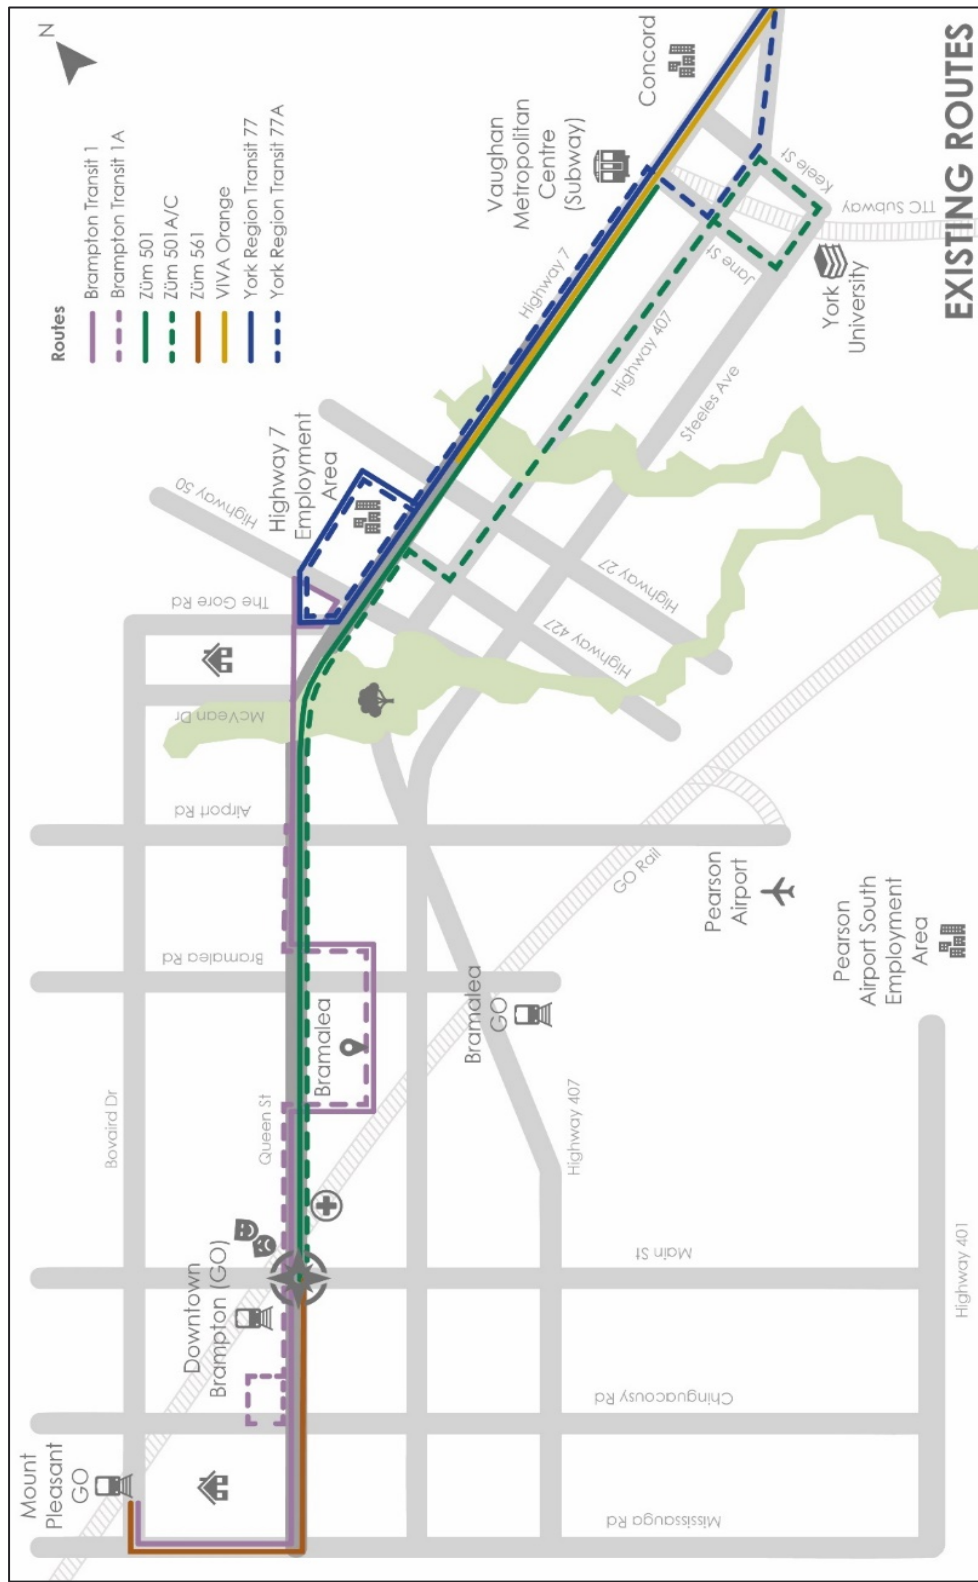 EXISTING ROUTES
N
Routes
Brampton Transit 1
Brampton Transit 1A
Züm 501
Züm 501 A/C
Züm 561
VIVA Orange
York Region Transit 77
York Region Transit 77A
Mount
Pleasant
GO
Downtown
Brampton (GO)
Bovaird Dr
Queen St
Bramalea
Bramalea Rd
Airport Rd
McVean Dr
The Gore Rd
Highway 50
Highway 7
Employment
Area
Highway 7
Vaughan
Metropolitan
Centre
(Subway)
Concord
Keele St
TTC Subway
Jane St
York
University
Highway 407
Steeles Ave
Highway 27
Highway 427
GO Rail
Bramalea
GO
Pearson
Airport
Pearson
Airport South
Employment
Area
Highway 407
Main St
Chinguacousy Rd
Mississauga Rd
Highway 401